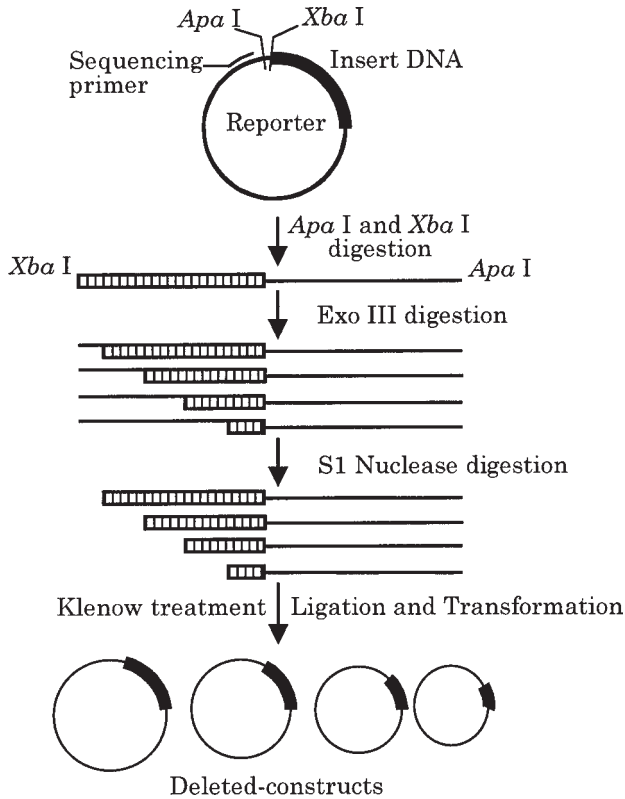 Apa I
Xba I
Sequencing
primer
Insert DNA
Reporter
Apa I and Xba I
digestion
Xba I
Apa I
Exo III digestion
S1 Nuclease digestion
Klenow treatment
Ligation and Transformation
Deleted-constructs